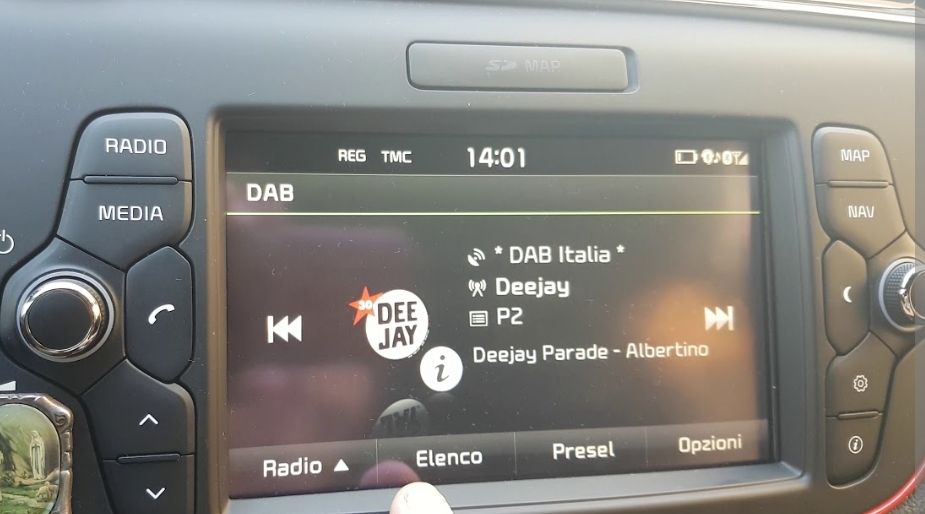 SD MAP
RADIO
MEDIA
REG TMC 14:01
DAB
* DAB Italia *
Deejay
P2
Deejay Parade - Albertino
30
DEE
JAY
i
Radio ▲ Elenco Presel Opzioni
MAP
NAV
i